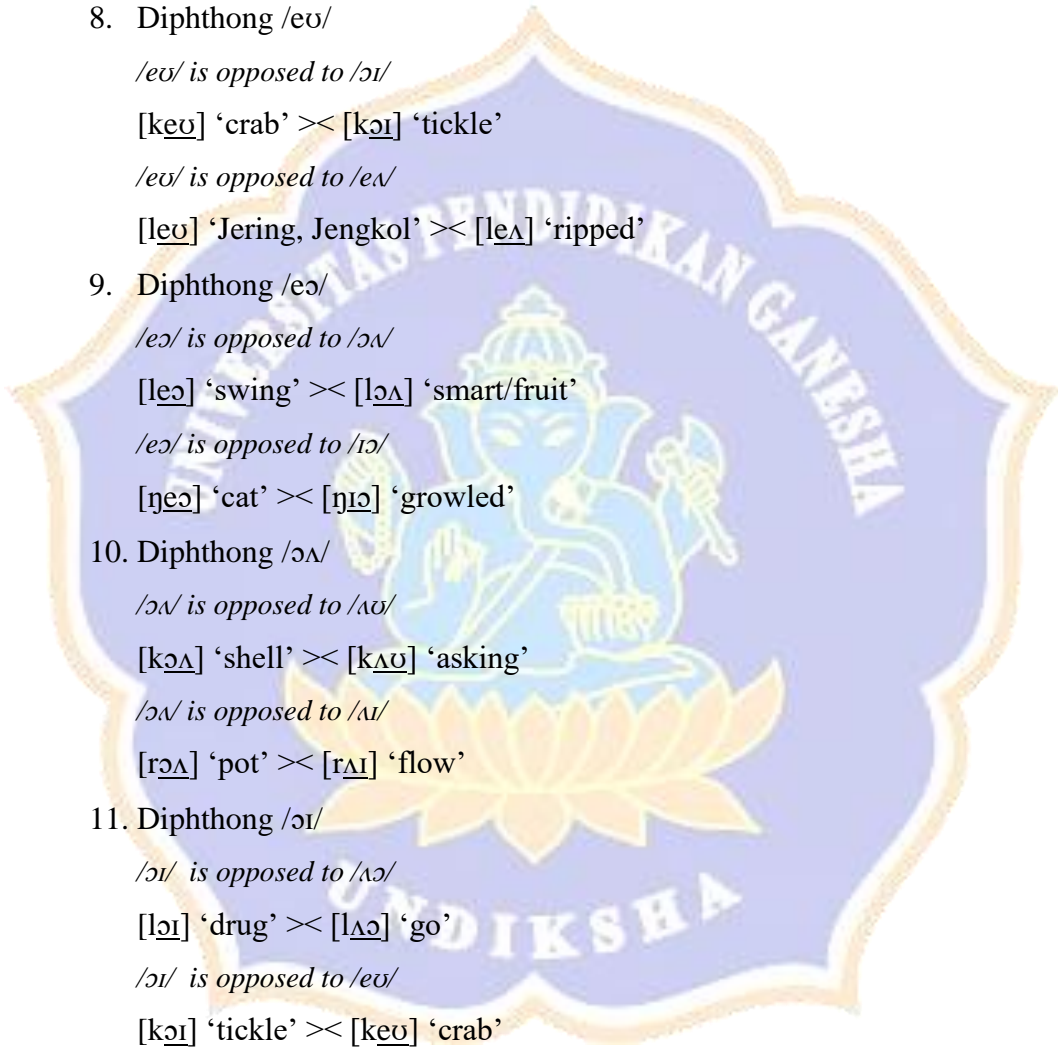 8. Diphthong /eʊ/
/eʊ/ is opposed to /ɔɪ/
[keʊ] ‘crab’ >< [kɔɪ] ‘tickle’
/eʊ/ is opposed to /eʌ/
[leʊ] ‘Jering, Jengkol’ >< [leʌ] ‘ripped’
9. Diphthong /eɔ/
/eɔ/ is opposed to /ɔʌ/
[leɔ] ‘swing’ >< [lɔʌ] ‘smart/fruit’
/eɔ/ is opposed to /ɪɔ/
[ŋeɔ] ‘cat’ >< [ŋɪɔ] ‘growled’
10. Diphthong /ɔʌ/
/ɔʌ/ is opposed to /ʌʊ/
[kɔʌ] ‘shell’ >< [kʌʊ] ‘asking’
/ɔʌ/ is opposed to /ʌɪ/
[rɔʌ] ‘pot’ >< [rʌɪ] ‘flow’
11. Diphthong /ɔɪ/
/ɔɪ/ is opposed to /ʌɔ/
[lɔɪ] ‘drug’ >< [lʌɔ] ‘go’
/ɔɪ/ is opposed to /eʊ/
[kɔɪ] ‘tickle’ >< [keʊ] ‘crab’
UNIVERSITAS PENDIDIKAN GANESHA
UNDIKSHA